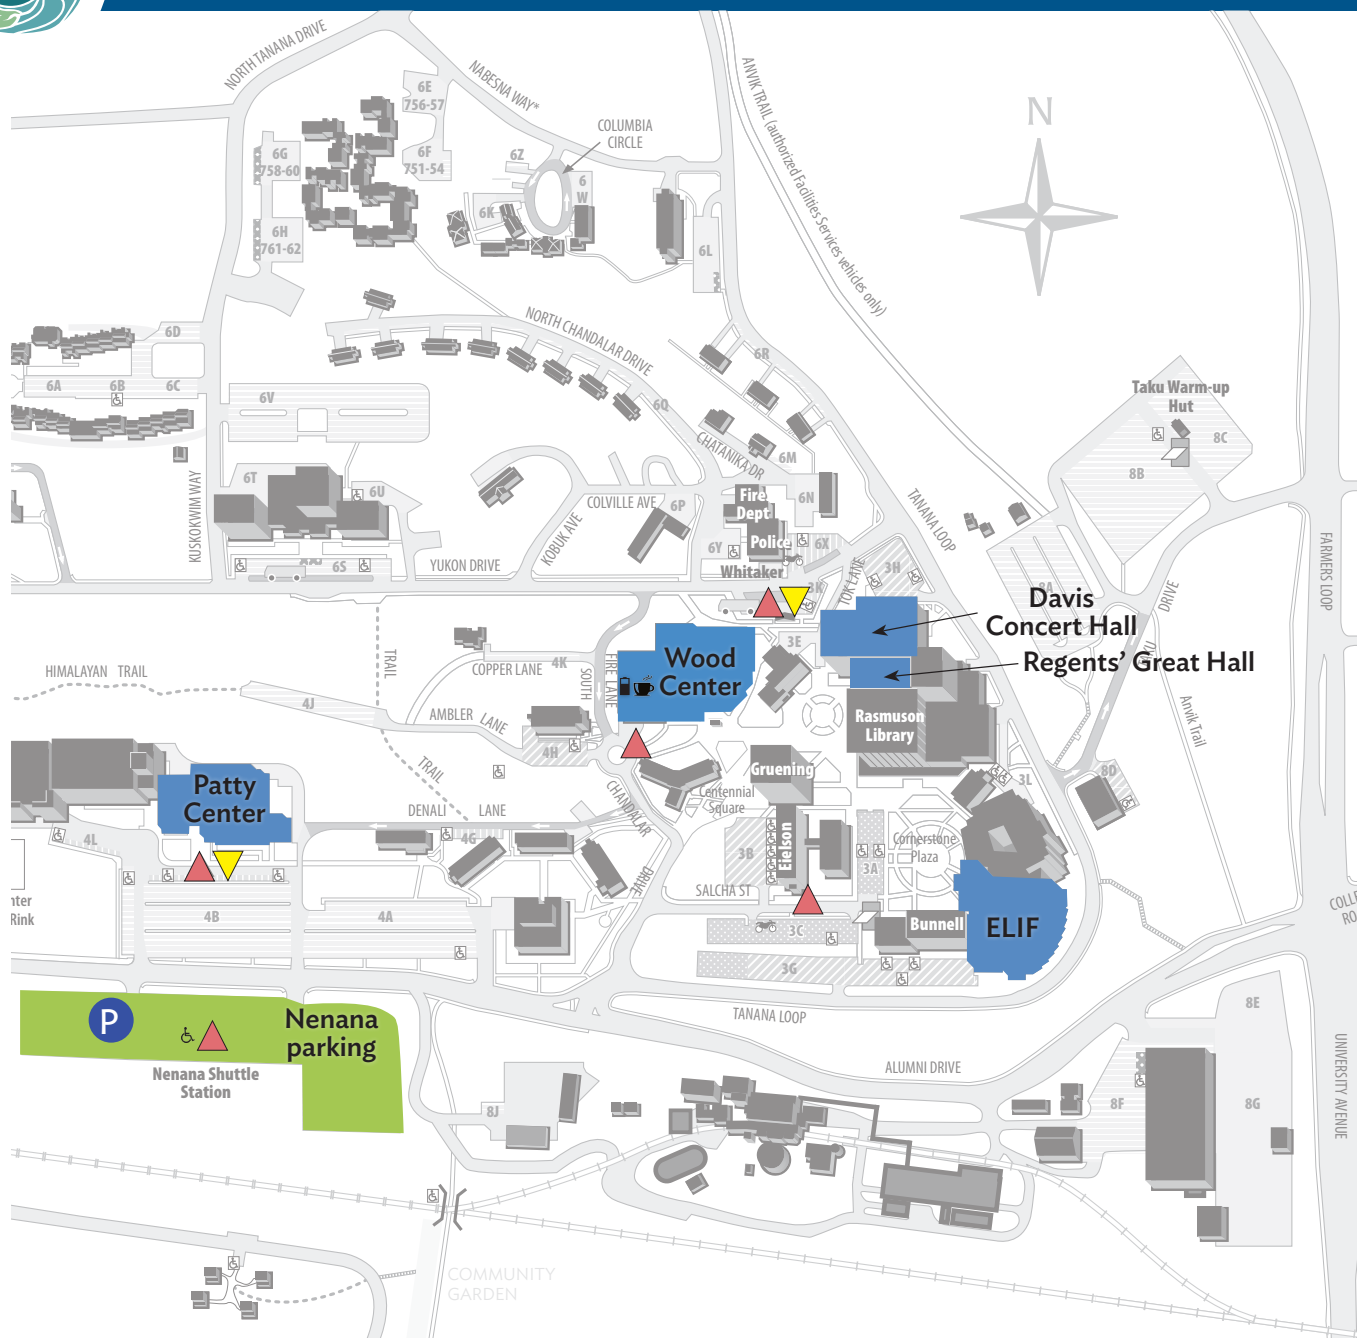 NORTH TANANA DRIVE
NABESNA WAY*
ANVIK TRAIL (authorized Facilities Services vehicles only)
N
6E
756-57
COLUMBIA
CIRCLE
6G
758-60
6F
751-54
6Z
6
W
6K
6H
761-62
6L
NORTH CHANDALAR DRIVE
6D
6R
6A
6B
6C
6V
6Q
Taku Warm-up
Hut
8C
8B
CHATANIKA DR
6M
6T
6U
KUSKOKWIM WAY
COLVILLE AVE
6P
Fire
Dept
6N
TANANA LOOP
KOBUK AVE
6Y
Police
6X
FARMERS LOOP
6S
YUKON DRIVE
Whitaker
3K
TOK LANE
3H
8A
DRIVE
Davis
Concert Hall
3E
Regents' Great Hall
HIMALAYAN TRAIL
TRAIL
COPPER LANE
4K
SOUTH
FIRE LANE
Wood
Center
4J
AMBLER LANE
4H
Rasmuson
Library
Anvik Trail
TRAIL
Gruening
Centennial
Square
3L
8D
Patty
Center
DENALI LANE
CHANDALAR
DRIVE
4L
4G
3B
Eielson
Cornerstone
Plaza
3A
SALCHA ST
nter
Rink
4B
4A
3C
Bunnell
ELIF
COLLE
RO
3G
TANANA LOOP
P
Nenana
parking
Nenana Shuttle
Station
ALUMNI DRIVE
8E
UNIVERSITY AVENUE
8J
8F
8G
COMMUNITY
GARDEN